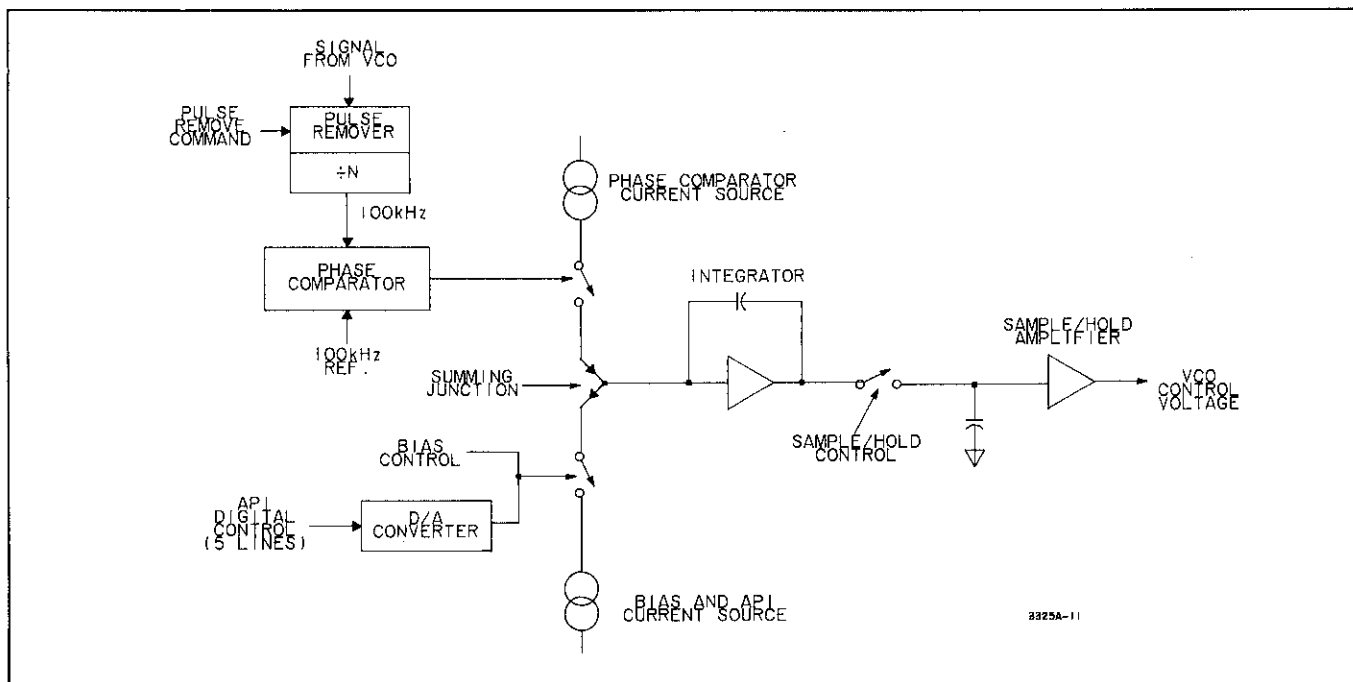 SIGNAL
FROM VCO
PULSE
REMOVE
COMMAND
PULSE
REMOVER
÷N
100kHz
PHASE
COMPARATOR
100kHz
REF.
PHASE COMPARATOR
CURRENT SOURCE
INTEGRATOR
SUMMING
JUNCTION
SAMPLE/HOLD
AMPLIFIER
VCO
CONTROL
VOLTAGE
SAMPLE/HOLD
CONTROL
BIAS
CONTROL
API
DIGITAL
CONTROL
(5 LINES)
D/A
CONVERTER
BIAS AND API
CURRENT SOURCE
3325A-11